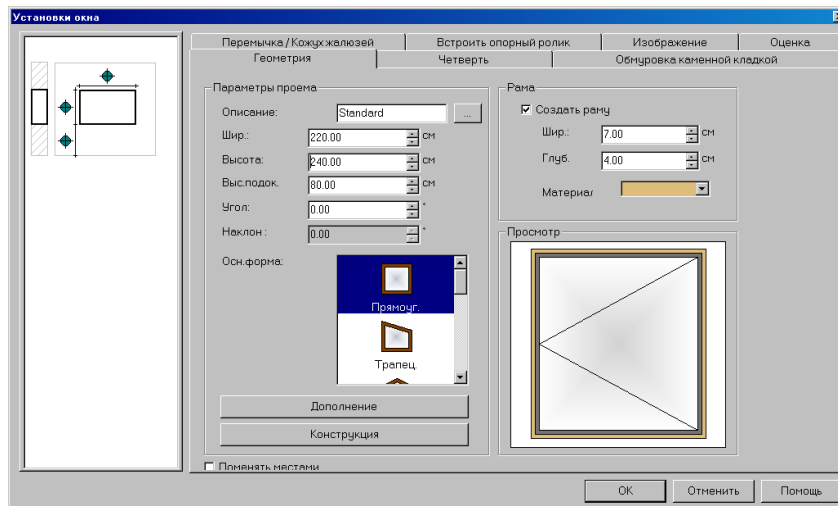 Установки окна
Перемычка / Кожух жалюзей
Встроить опорный ролик
Изображение
Оценка
Геометрия
Четверть
Обмуровка каменной кладкой
Параметры проема
Описание: Standard ...
Шир.: 220.00 см
Высота: 240.00 см
Выс.подок. 80.00 см
Угол: 0.00 °
Наклон : 0.00 °
Осн.форма:
Прямоуг.
Трапец.
Дополнение
Конструкция
Поменять местами
Рама
Создать раму
Шир.: 7.00 см
Глуб. 4.00 см
Материал
Просмотр
OK
Отменить
Помощь